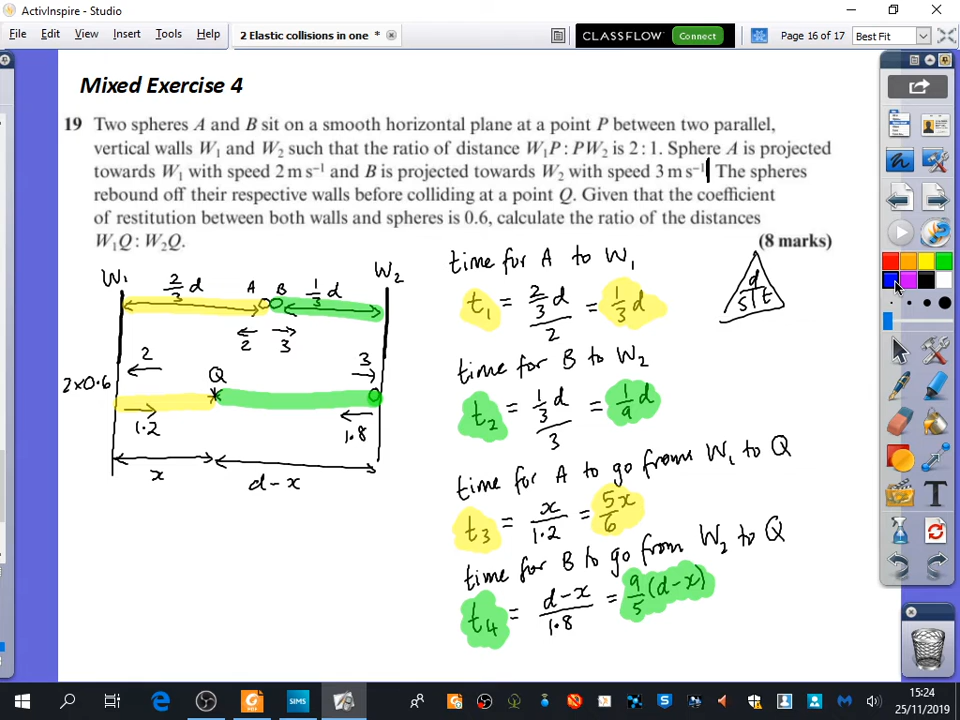 ActivInspire - Studio
File Edit View Insert Tools Help
2 Elastic collisions in one *
CLASSFLOW Connect
Page 16 of 17
Best Fit
Mixed Exercise 4
19 Two spheres A and B sit on a smooth horizontal plane at a point P between two parallel,
vertical walls W₁ and W₂ such that the ratio of distance W₁P : PW₂ is 2 : 1. Sphere A is projected
towards W₁ with speed 2 m s⁻¹ and B is projected towards W₂ with speed 3 m s⁻¹. The spheres
rebound off their respective walls before colliding at a point Q. Given that the coefficient
of restitution between both walls and spheres is 0.6, calculate the ratio of the distances
W₁Q : W₂Q.
(8 marks)
W₁ 2/3 d A B 1/3 d W₂
2 3
2 3
Q
2×0.6
1.2 1.8
x d-x
time for A to W₁
t₁ = 2/3 d / 2 = 1/3 d
d
s t
time for B to W₂
t₂ = 1/3 d / 3 = 1/9 d
time for A to go from W₁ to Q
t₃ = x / 1.2 = 5/6 x
time for B to go from W₂ to Q
t₄ = d-x / 1.8 = 9/5 (d-x)
T
SIMS
15:24
25/11/2019